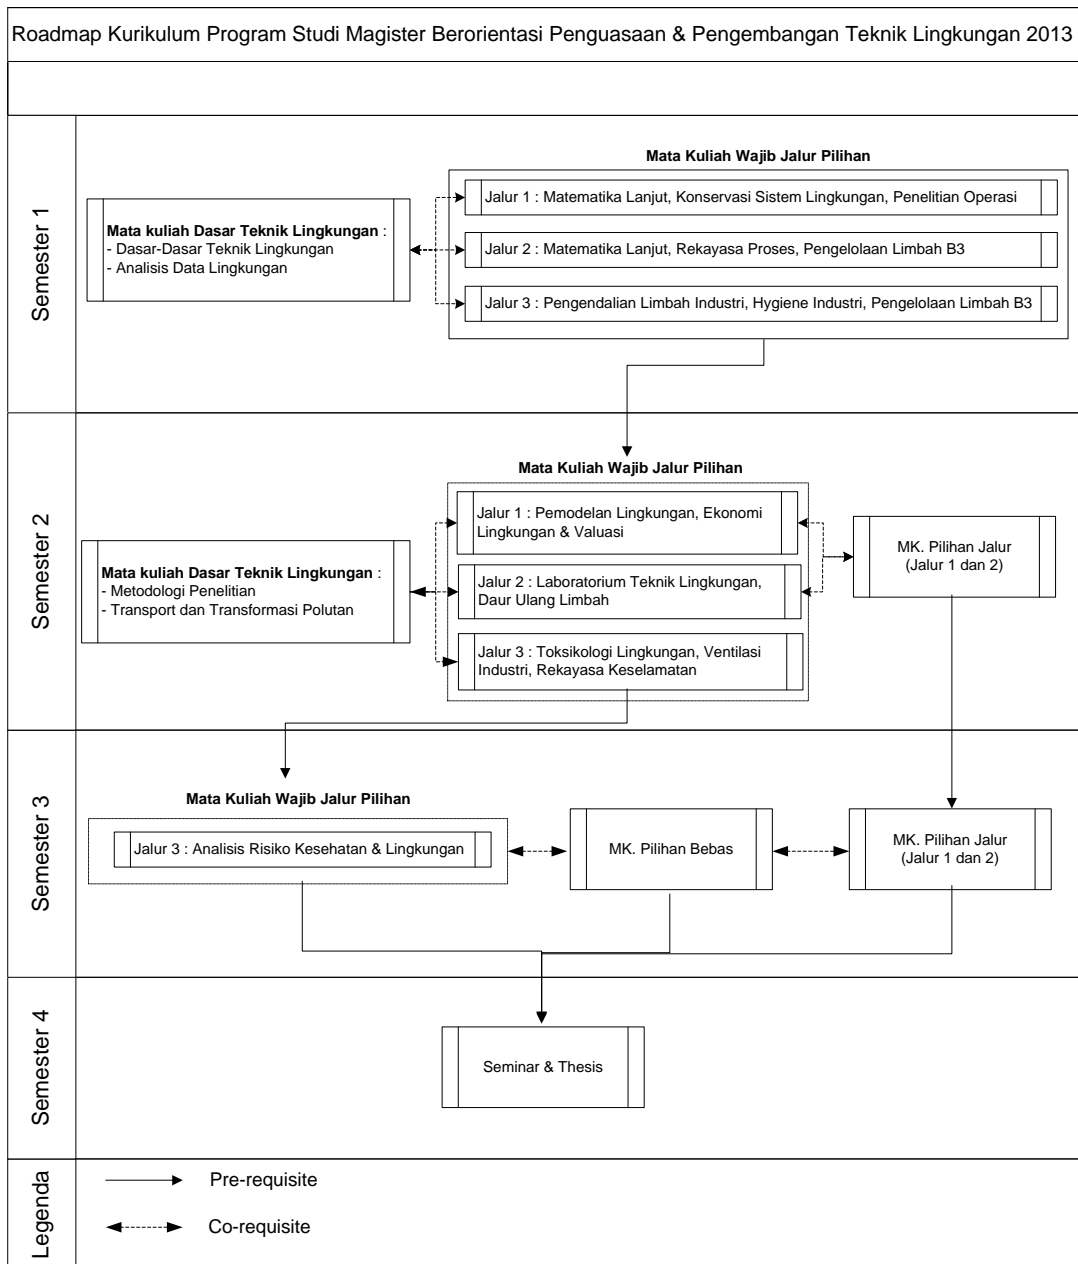 Roadmap Kurikulum Program Studi Magister Berorientasi Penguasaan & Pengembangan Teknik Lingkungan 2013
Semester 1
Mata Kuliah Wajib Jalur Pilihan
Mata kuliah Dasar Teknik Lingkungan :
- Dasar-Dasar Teknik Lingkungan
- Analisis Data Lingkungan
Jalur 1 : Matematika Lanjut, Konservasi Sistem Lingkungan, Penelitian Operasi
Jalur 2 : Matematika Lanjut, Rekayasa Proses, Pengelolaan Limbah B3
Jalur 3 : Pengendalian Limbah Industri, Hygiene Industri, Pengelolaan Limbah B3
Semester 2
Mata Kuliah Wajib Jalur Pilihan
Mata kuliah Dasar Teknik Lingkungan :
- Metodologi Penelitian
- Transport dan Transformasi Polutan
Jalur 1 : Pemodelan Lingkungan, Ekonomi
Lingkungan & Valuasi
Jalur 2 : Laboratorium Teknik Lingkungan,
Daur Ulang Limbah
Jalur 3 : Toksikologi Lingkungan, Ventilasi
Industri, Rekayasa Keselamatan
MK. Pilihan Jalur
(Jalur 1 dan 2)
Semester 3
Mata Kuliah Wajib Jalur Pilihan
Jalur 3 : Analisis Risiko Kesehatan & Lingkungan
MK. Pilihan Bebas
MK. Pilihan Jalur
(Jalur 1 dan 2)
Semester 4
Seminar & Thesis
Legenda
Pre-requisite
Co-requisite